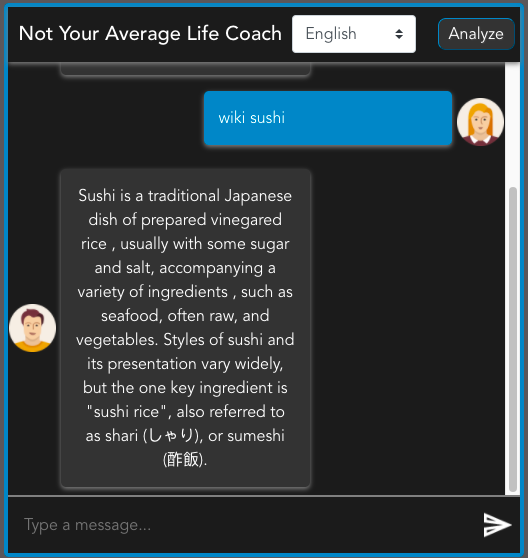 Not Your Average Life Coach
English
Analyze
wiki sushi
Sushi is a traditional Japanese
dish of prepared vinegared
rice , usually with some sugar
and salt, accompanying a
variety of ingredients , such as
seafood, often raw, and
vegetables. Styles of sushi and
its presentation vary widely,
but the one key ingredient is
"sushi rice", also referred to
as shari (しゃり), or sumeshi
(酢飯).
Type a message...